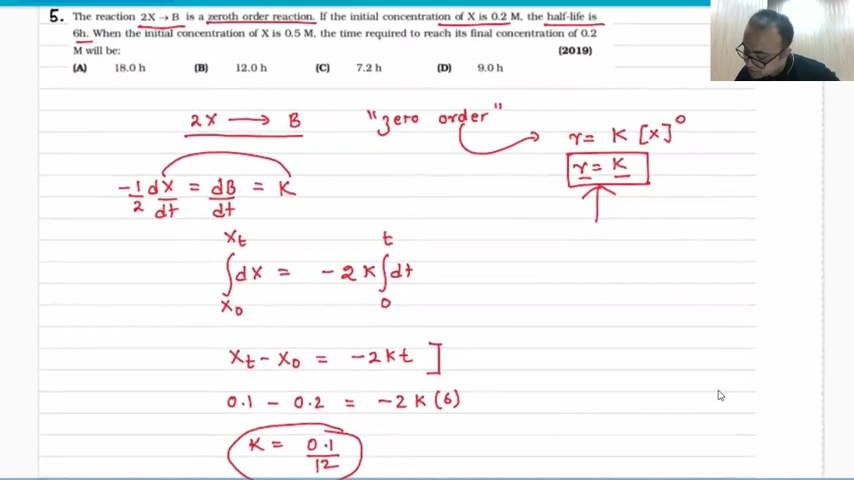 5. The reaction 2X → B is a zeroth order reaction. If the initial concentration of X is 0.2 M, the half-life is
6h. When the initial concentration of X is 0.5 M, the time required to reach its final concentration of 0.2
M will be: (2019)
(A) 18.0 h (B) 12.0 h (C) 7.2 h (D) 9.0 h
2X ⟶ B "zero order"
r = K [X]⁰
r = K
-1/2 dX/dt = dB/dt = K
∫_{X₀}^{Xt} dX = -2K ∫_0^t dt
Xt - X₀ = -2Kt ]
0.1 - 0.2 = -2K (6)
K = 0.1/12